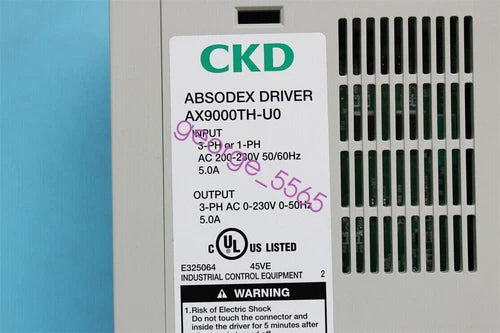 CKD
ABSODEX DRIVER
AX9000TH-U0
INPUT
3-PH or 1-PH
AC 200-230V 50/60Hz
5.0A
OUTPUT
3-PH AC 0-230V 0-50Hz
5.0A
george_5565
C UL US LISTED
E325064 45VE
INDUSTRIAL CONTROL EQUIPMENT 2
WARNING
1.Risk of Electric Shock
Do not touch the connector and
inside the driver for 5 minutes after